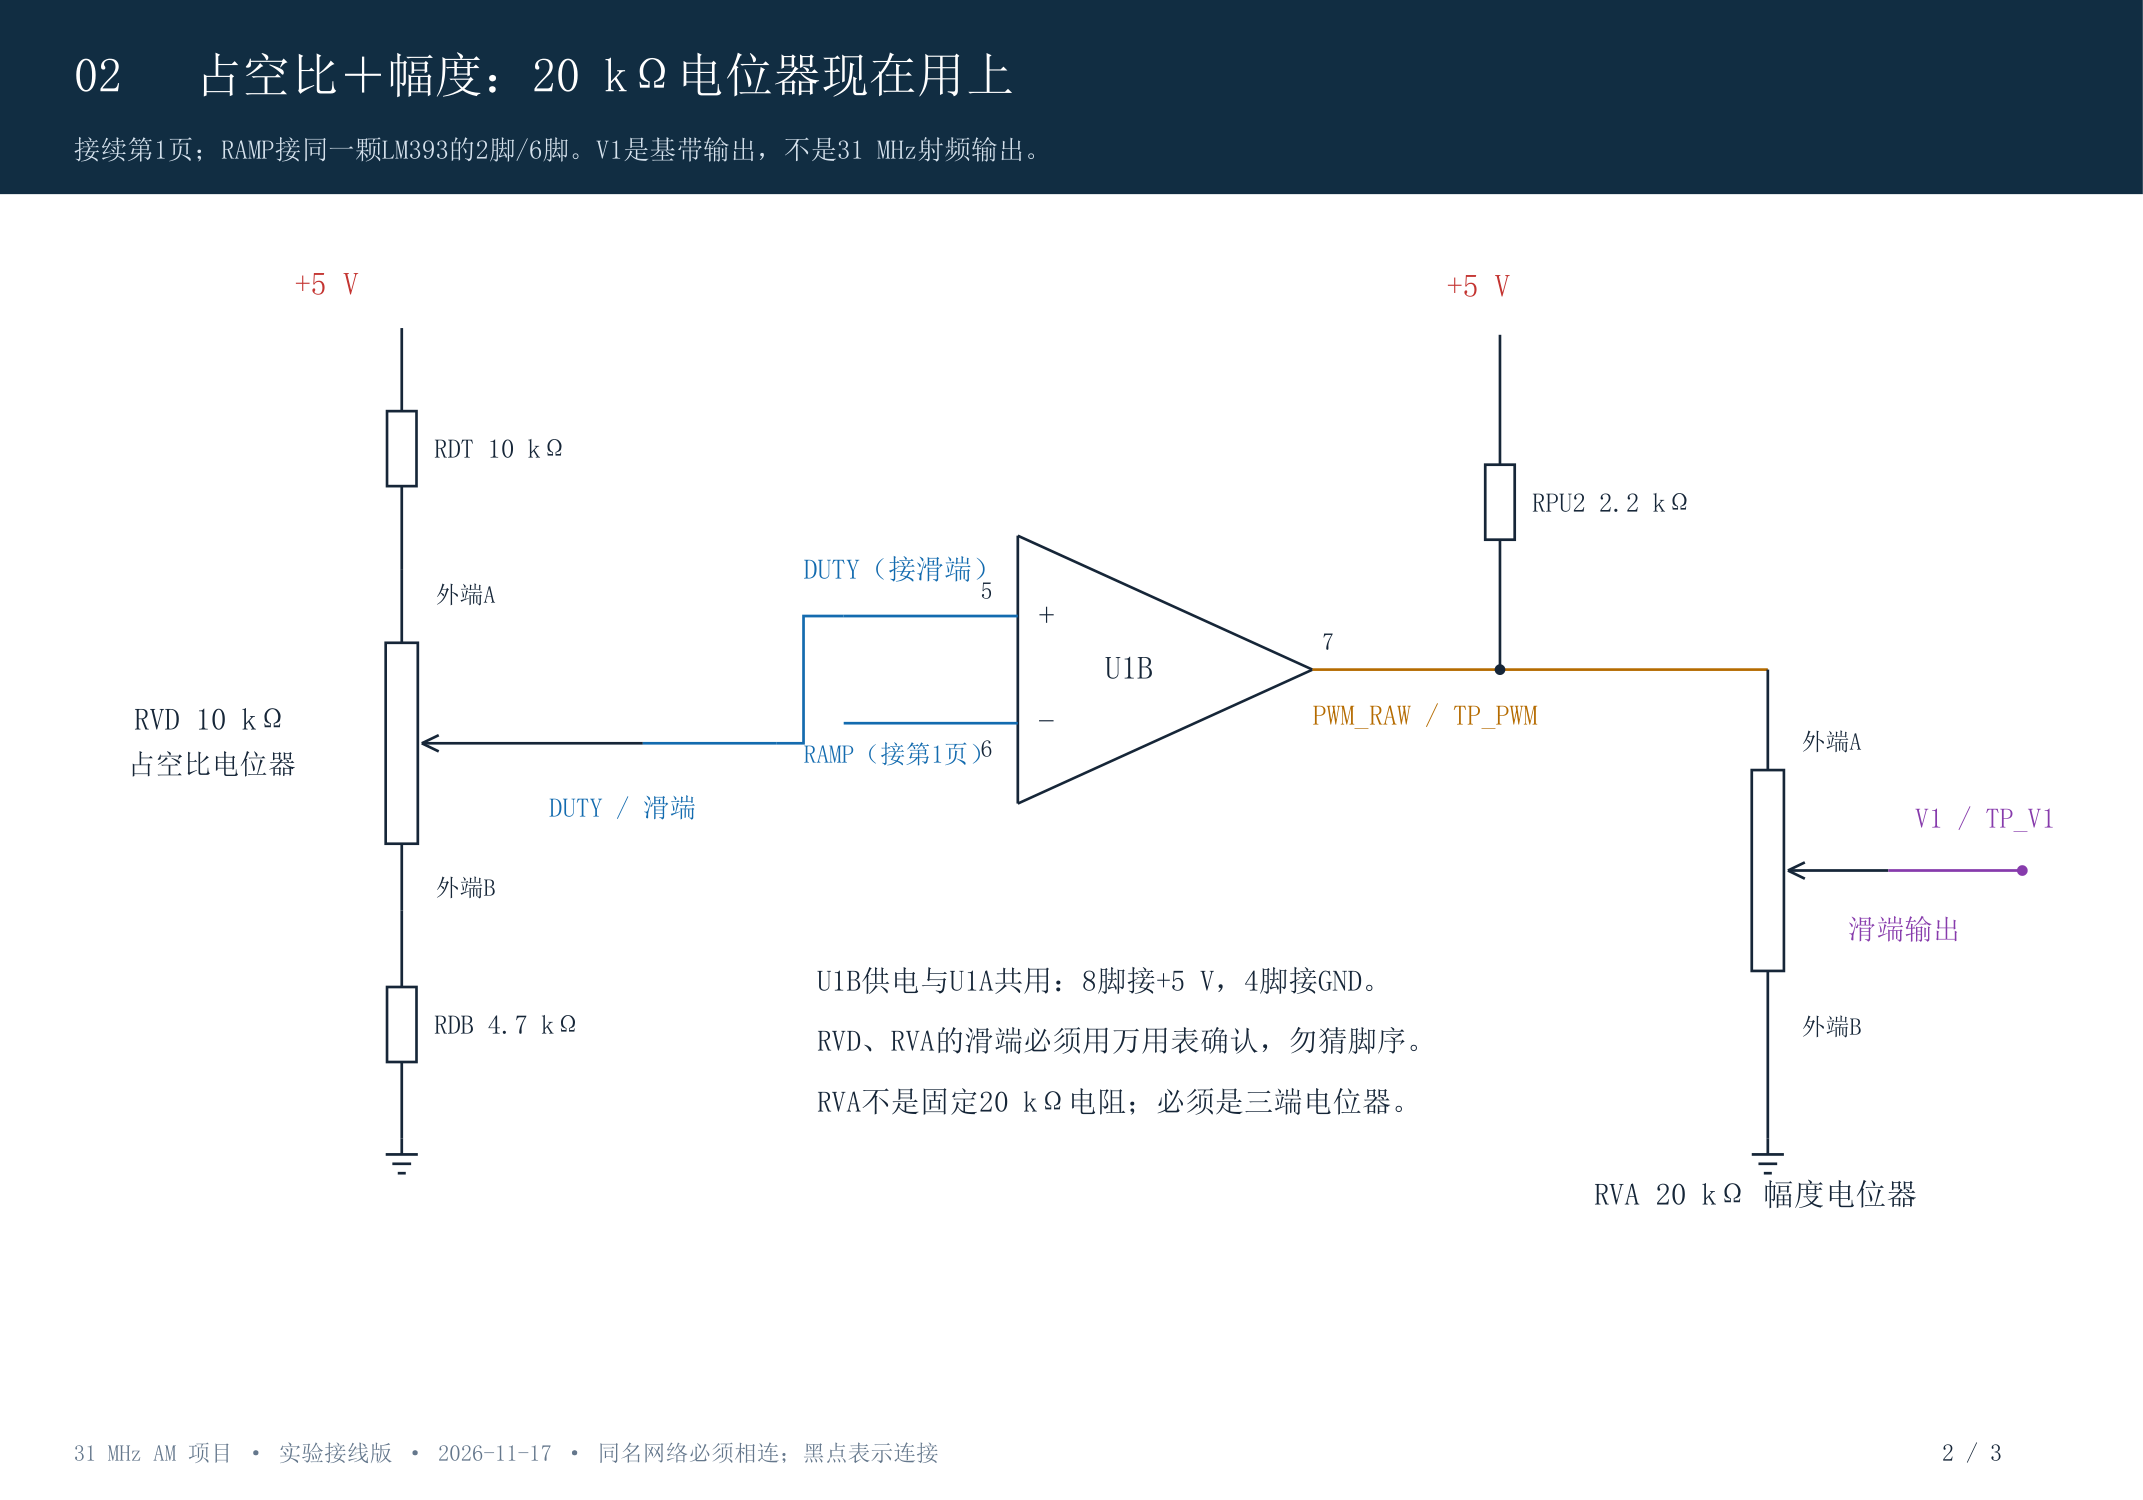 02 占空比＋幅度：20 kΩ电位器现在用上
接续第1页；RAMP接同一颗LM393的2脚/6脚。V1是基带输出，不是31 MHz射频输出。
+5 V
+5 V
RDT 10 kΩ
RPU2 2.2 kΩ
DUTY（接滑端）
5
外端A
+
7
U1B
RVD 10 kΩ
占空比电位器
−
PWM_RAW / TP_PWM
RAMP（接第1页）
6
外端A
DUTY / 滑端
V1 / TP_V1
外端B
滑端输出
U1B供电与U1A共用：8脚接+5 V，4脚接GND。
RDB 4.7 kΩ
RVD、RVA的滑端必须用万用表确认，勿猜脚序。
外端B
RVA不是固定20 kΩ电阻；必须是三端电位器。
RVA 20 kΩ 幅度电位器
31 MHz AM 项目 • 实验接线版 • 2026-11-17 • 同名网络必须相连；黑点表示连接
2 / 3